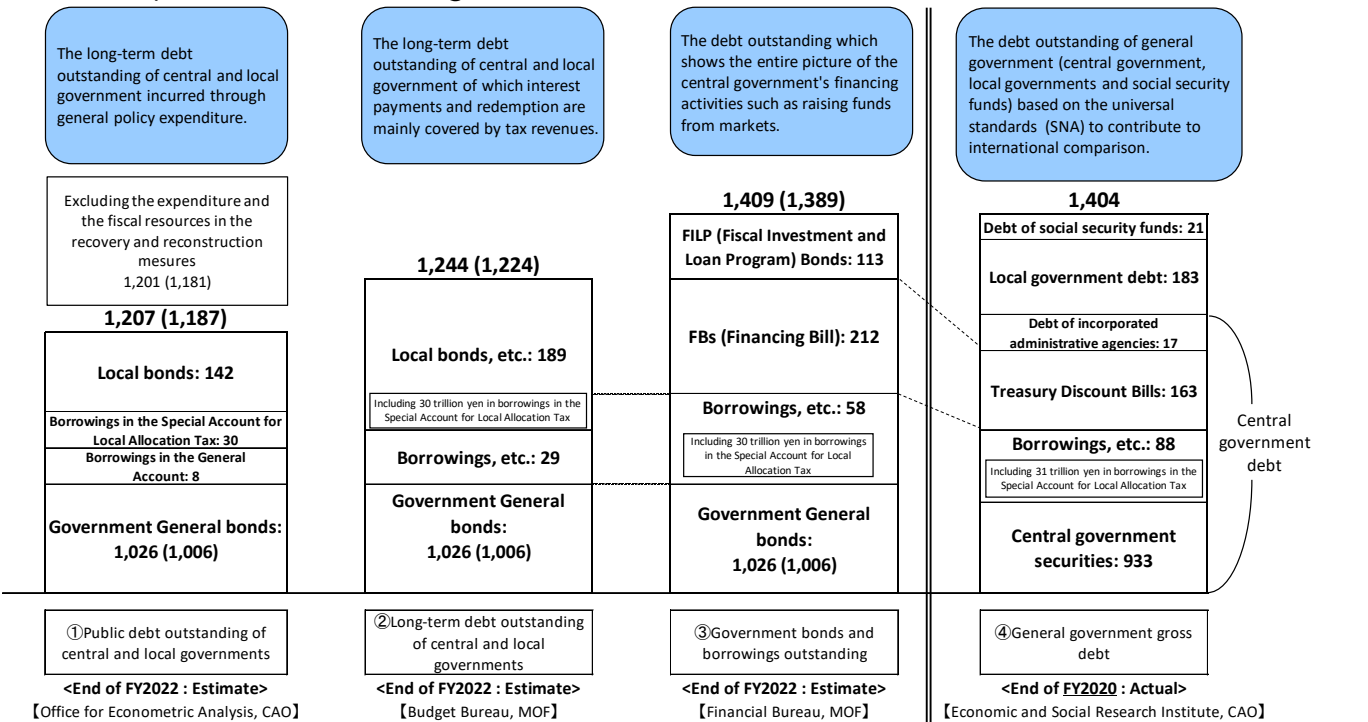 The long-term debt
outstanding of central and local
government incurred through
general policy expenditure.
Excluding the expenditure and
the fiscal resources in the
recovery and reconstruction
mesures
1,201 (1,181)
1,207 (1,187)
Local bonds: 142
Borrowings in the Special Account for
Local Allocation Tax: 30
Borrowings in the General
Account: 8
Government General bonds:
1,026 (1,006)
①Public debt outstanding of
central and local governments
<End of FY2022 : Estimate>
【Office for Econometric Analysis, CAO】
The long-term debt
outstanding of central and local
government of which interest
payments and redemption are
mainly covered by tax revenues.
1,244 (1,224)
Local bonds, etc.: 189
Including 30 trillion yen in borrowings in the
Special Account for Local Allocation Tax
Borrowings, etc.: 29
Government General
bonds:
1,026 (1,006)
②Long-term debt outstanding
of central and local
governments
<End of FY2022 : Estimate>
【Budget Bureau, MOF】
The debt outstanding which
shows the entire picture of the
central government's financing
activities such as raising funds
from markets.
1,409 (1,389)
FILP (Fiscal Investment and
Loan Program) Bonds: 113
FBs (Financing Bill): 212
Borrowings, etc.: 58
Including 30 trillion yen in borrowings
in the Special Account for Local
Allocation Tax
Government General
bonds:
1,026 (1,006)
③Government bonds and
borrowings outstanding
<End of FY2022 : Estimate>
【Financial Bureau, MOF】
The debt outstanding of general
government (central government,
local governments and social security
funds) based on the universal
standards (SNA) to contribute to
international comparison.
1,404
Debt of social security funds: 21
Local government debt: 183
Debt of incorporated
administrative agencies: 17
Treasury Discount Bills: 163
Borrowings, etc.: 88
Including 31 trillion yen in borrowings in the
Special Account for Local Allocation Tax
Central government
securities: 933
Central
government
debt
④General government gross
debt
<End of FY2020 : Actual>
【Economic and Social Research Institute, CAO】